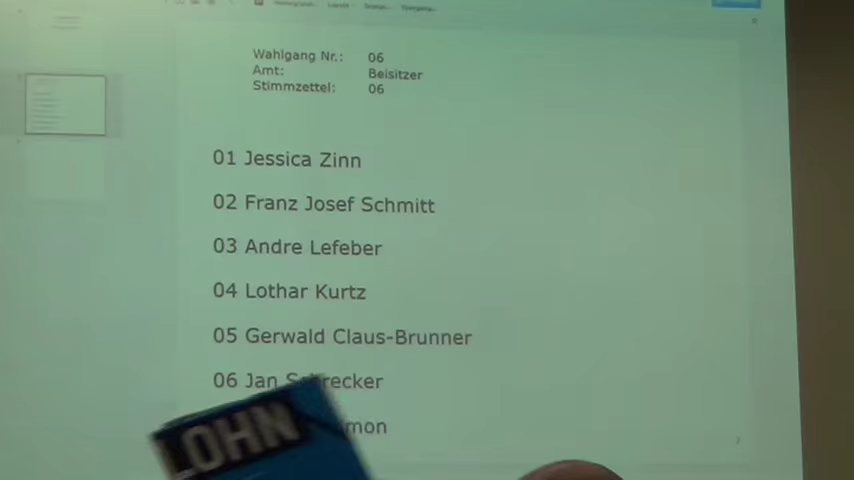 Wahlgang Nr.: 06
Amt: Beisitzer
Stimmzettel: 06
01 Jessica Zinn
02 Franz Josef Schmitt
03 Andre Lefeber
04 Lothar Kurtz
05 Gerwald Claus-Brunner
06 Jan
LOHN